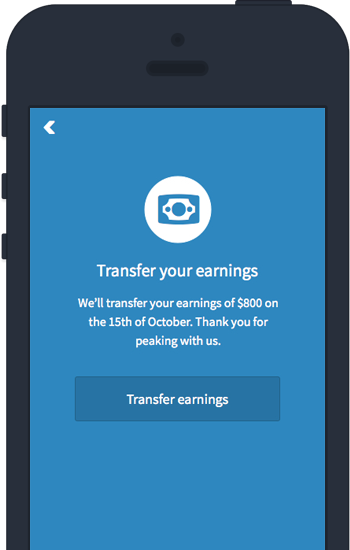 Transfer your earnings
We'll transfer your earnings of $800 on
the 15th of October. Thank you for
peaking with us.
Transfer earnings